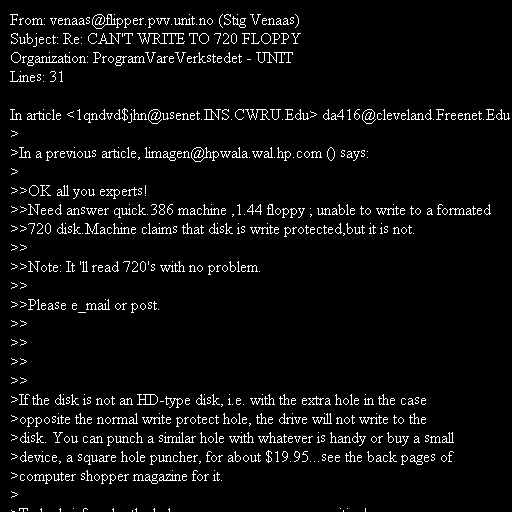 From: venaas@flipper.pvv.unit.no (Stig Venaas)
Subject: Re: CAN'T WRITE TO 720 FLOPPY
Organization: ProgramVareVerkstedet - UNIT
Lines: 31

In article <1qndvd$jhn@usenet.INS.CWRU.Edu> da416@cleveland.Freenet.Edu
>
>In a previous article, limagen@hpwala.wal.hp.com () says:
>
>>OK all you experts!
>>Need answer quick.386 machine ,1.44 floppy ; unable to write to a formated
>>720 disk.Machine claims that disk is write protected,but it is not.
>>
>>Note: It 'll read 720's with no problem.
>>
>>Please e_mail or post.
>>
>>
>>
>>
>If the disk is not an HD-type disk, i.e. with the extra hole in the case
>opposite the normal write protect hole, the drive will not write to the
>disk. You can punch a similar hole with whatever is handy or buy a small
>device, a square hole puncher, for about $19.95...see the back pages of
>computer shopper magazine for it.
>